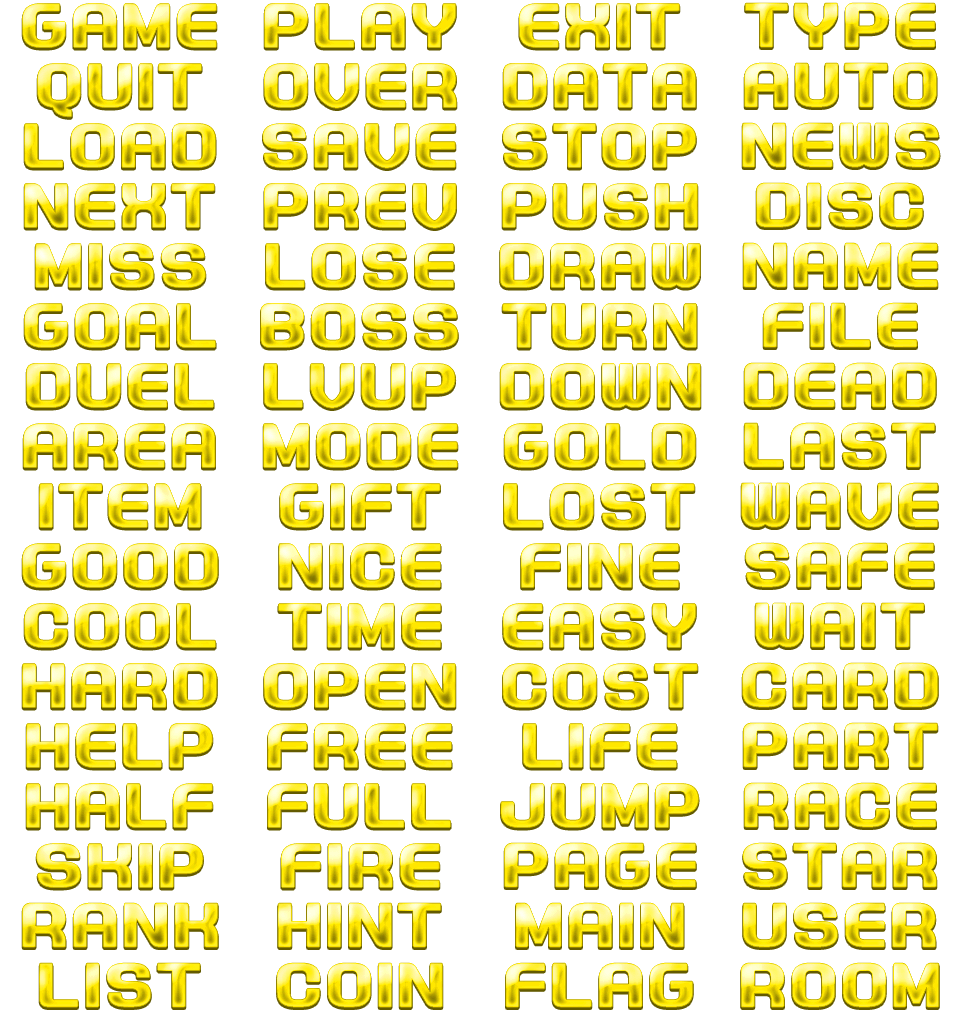 GAME PLAY EXIT TYPE
QUIT OVER DATA AUTO
LOAD SAVE STOP NEWS
NEXT PREV PUSH DISC
MISS LOSE DRAW NAME
GOAL BOSS TURN FILE
DUEL LVUP DOWN DEAD
AREA MODE GOLD LAST
ITEM GIFT LOST WAVE
GOOD NICE FINE SAFE
COOL TIME EASY WAIT
HARD OPEN COST CARD
HELP FREE LIFE PART
HALF FULL JUMP RACE
SKIP FIRE PAGE STAR
RANK HINT MAIN USER
LIST COIN FLAG ROOM